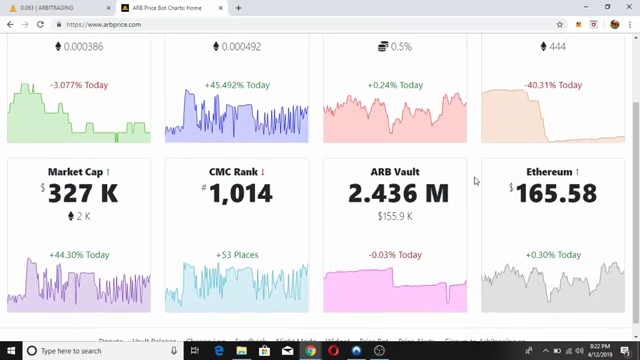 0.063 | ARBITRADING
ARB Price Bot Charts: Home
https://www.arbprice.com
0.000386
0.000492
0.5%
444
-3.077% Today
+45.492% Today
+0.24% Today
-40.31% Today
Market Cap ↑
CMC Rank ↓
ARB Vault
Ethereum ↑
$327 K
#1,014
2.436 M
$165.58
2 K
$155.9 K
+44.30% Today
+53 Places
-0.03% Today
+0.30% Today
Type here to search
8:22 PM
4/12/2019